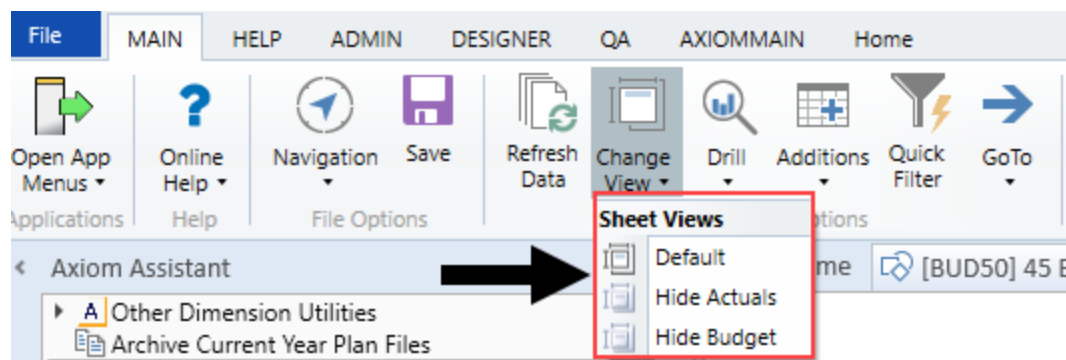 File MAIN HELP ADMIN DESIGNER QA AXIOMMAIN Home
Open App Online Navigation Save Refresh Change Drill Additions Quick GoTo
Menus Help Data View Filter
Applications Help File Options
Sheet Views
Default
Hide Actuals
Hide Budget
Axiom Assistant [BUD50] 45
Other Dimension Utilities
Archive Current Year Plan Files